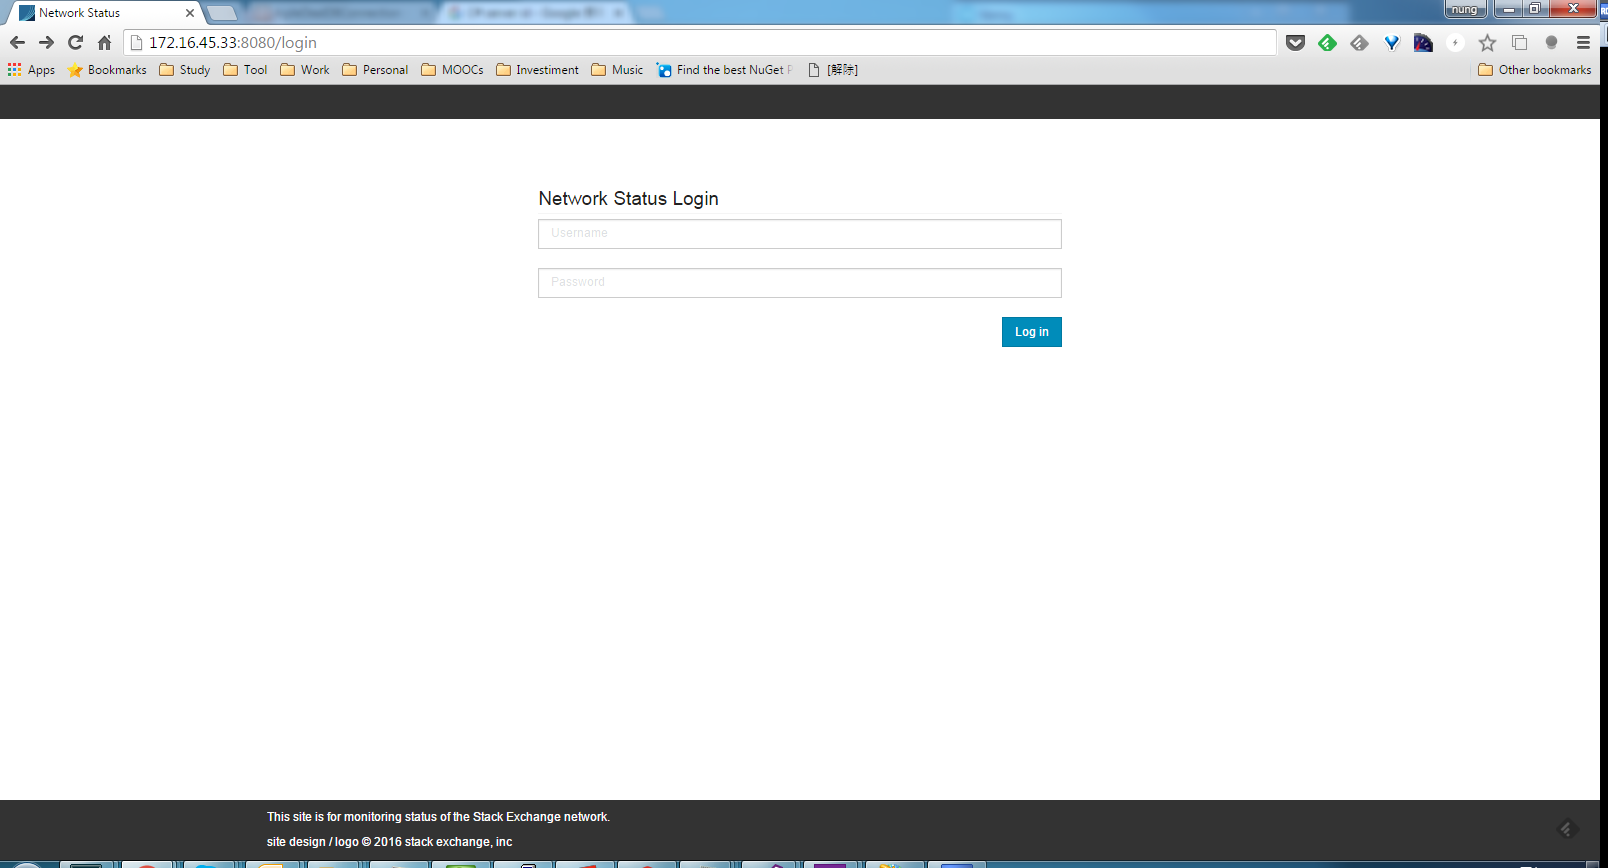 Network Status
nung
172.16.45.33:8080/login
Apps Bookmarks Study Tool Work Personal MOOCs Investiment Music Find the best NuGet P [解除] Other bookmarks
Network Status Login
Username
Password
Log in
This site is for monitoring status of the Stack Exchange network.
site design / logo © 2016 stack exchange, inc